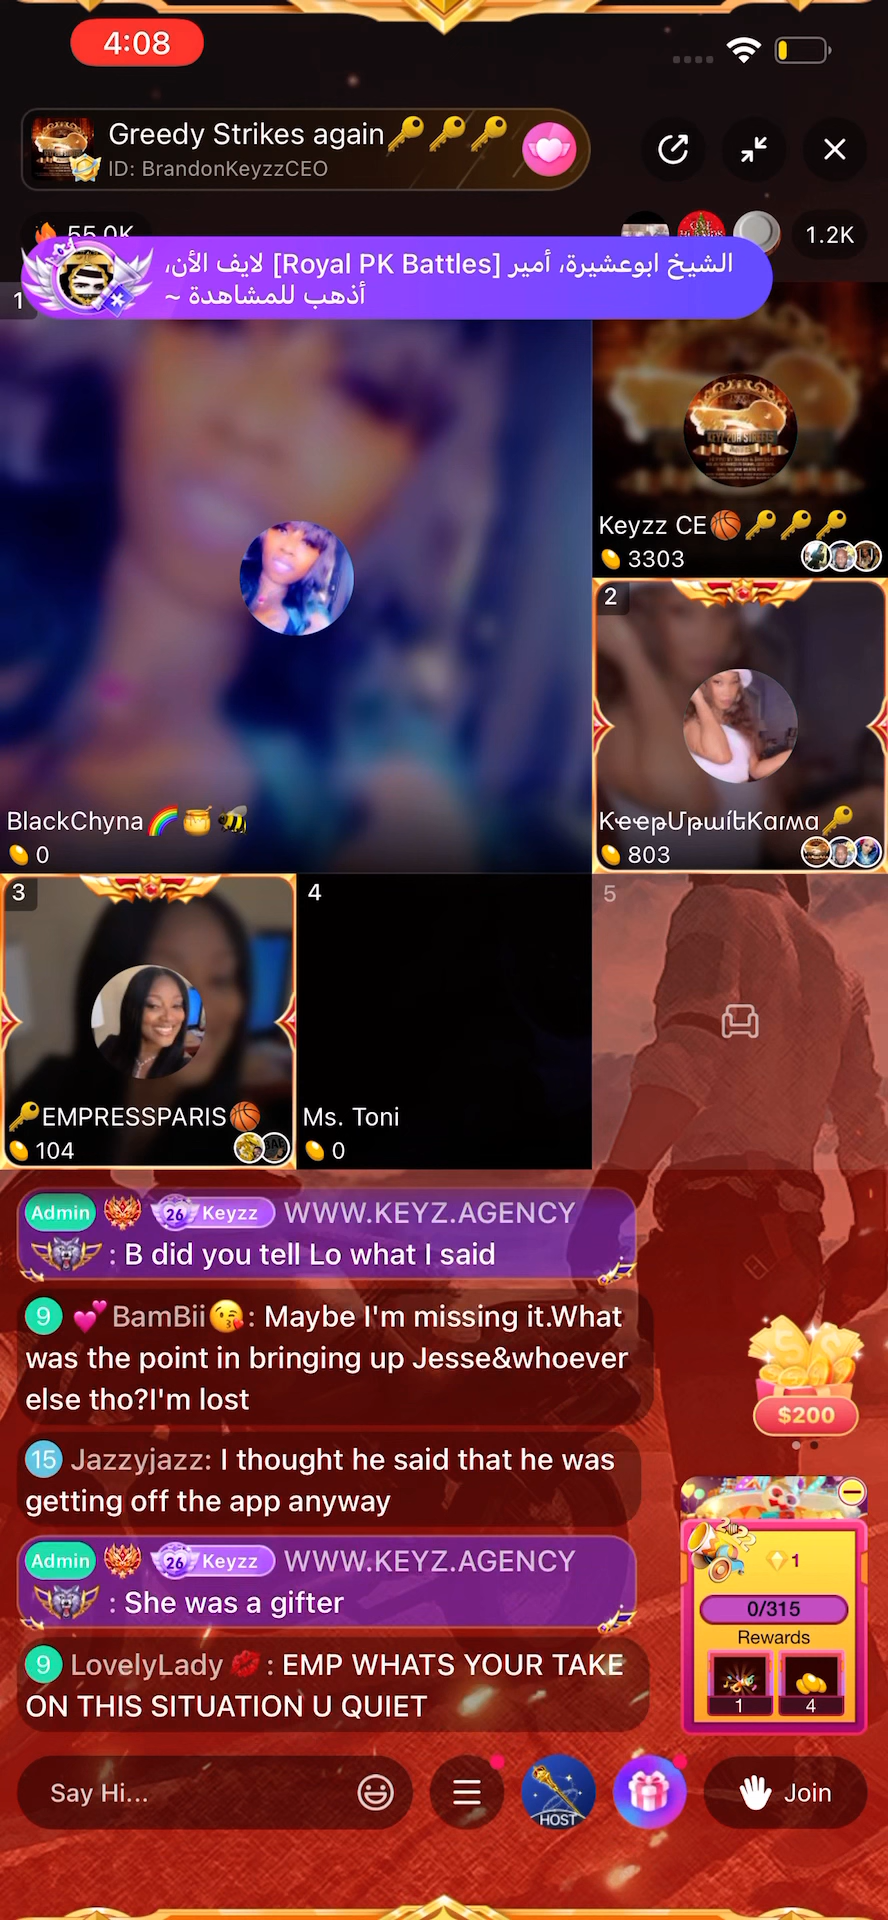 4:08
Greedy Strikes again🔑🔑🔑
ID: BrandonKeyzzCEO
55.0K
1.2K
الشيخ ابوعشيرة، أمير [Royal PK Battles] لايف الأن،
أذهب للمشاهدة ~
1
Keyzz CE🏀🔑🔑🔑
3303
2
BlackChyna🌈🍯🐝
0
ƘҽҽρUρɯíԵƘαɾмα🔑
803
3
4
5
🔑EMPRESSPARIS🏀
104
Ms. Toni
0
Admin 26 Keyzz WWW.KEYZ.AGENCY
: B did you tell Lo what I said
9 💕 BamBii😘: Maybe I'm missing it.What
was the point in bringing up Jesse&whoever
else tho?I'm lost
$200
15 Jazzyjazz: I thought he said that he was
getting off the app anyway
Admin 26 Keyzz WWW.KEYZ.AGENCY
: She was a gifter
2022
1
0/315
Rewards
1
4
9 LovelyLady 💋 : EMP WHATS YOUR TAKE
ON THIS SITUATION U QUIET
Say Hi...
HOST
Join